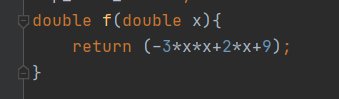 double f(double x){
    return (-3*x*x+2*x+9);
}